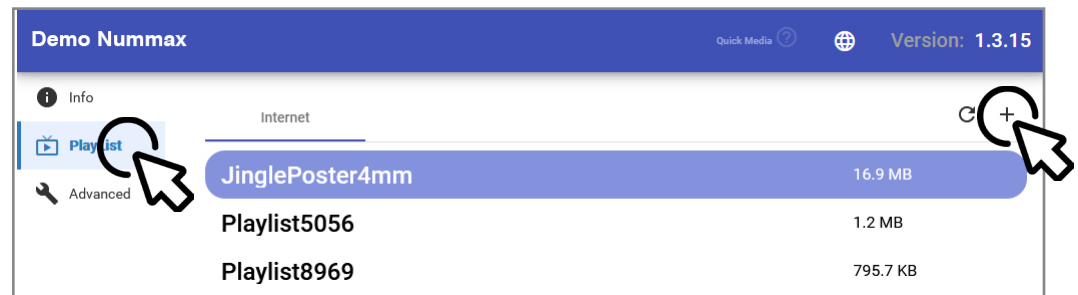 Demo Nummax
Quick Media ?
Version: 1.3.15
Info
PlayList
Advanced
Internet
JinglePoster4mm 16.9 MB
Playlist5056 1.2 MB
Playlist8969 795.7 KB